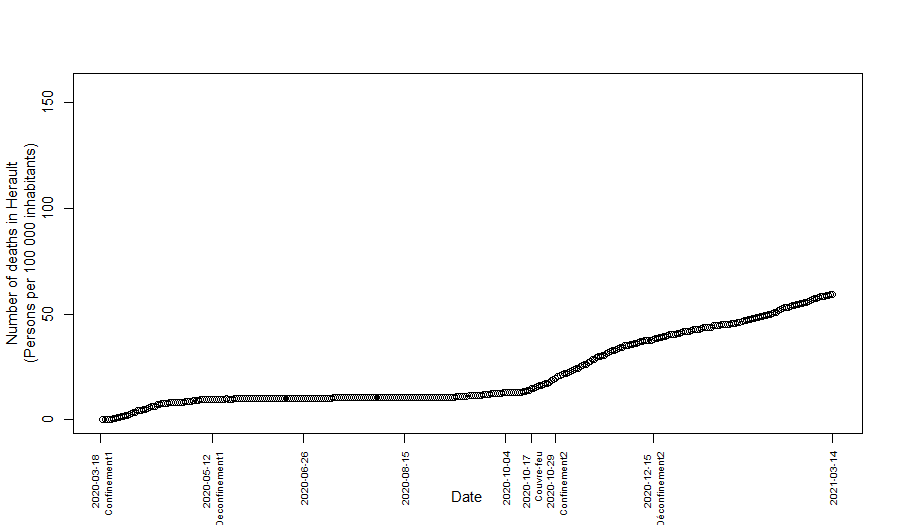 Number of deaths in Herault
(Persons per 100 000 inhabitants)
150
100
50
0
2020-03-18
Confinement1
2020-05-12
Deconfinement1
2020-06-26
2020-08-15
2020-10-04
2020-10-17
Couvre-feu
2020-10-29
Confinement2
2020-12-15
Déconfinement2
2021-03-14
Date